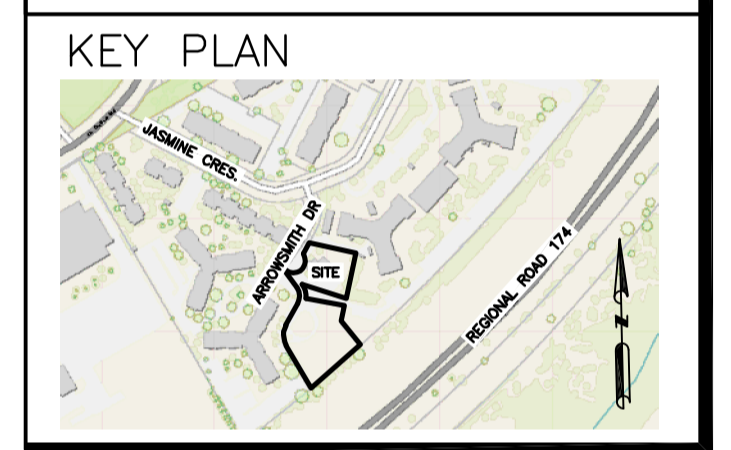 KEY PLAN
JASMINE CRES.
ARROWSMITH DR
SITE
REGIONAL ROAD 174
N